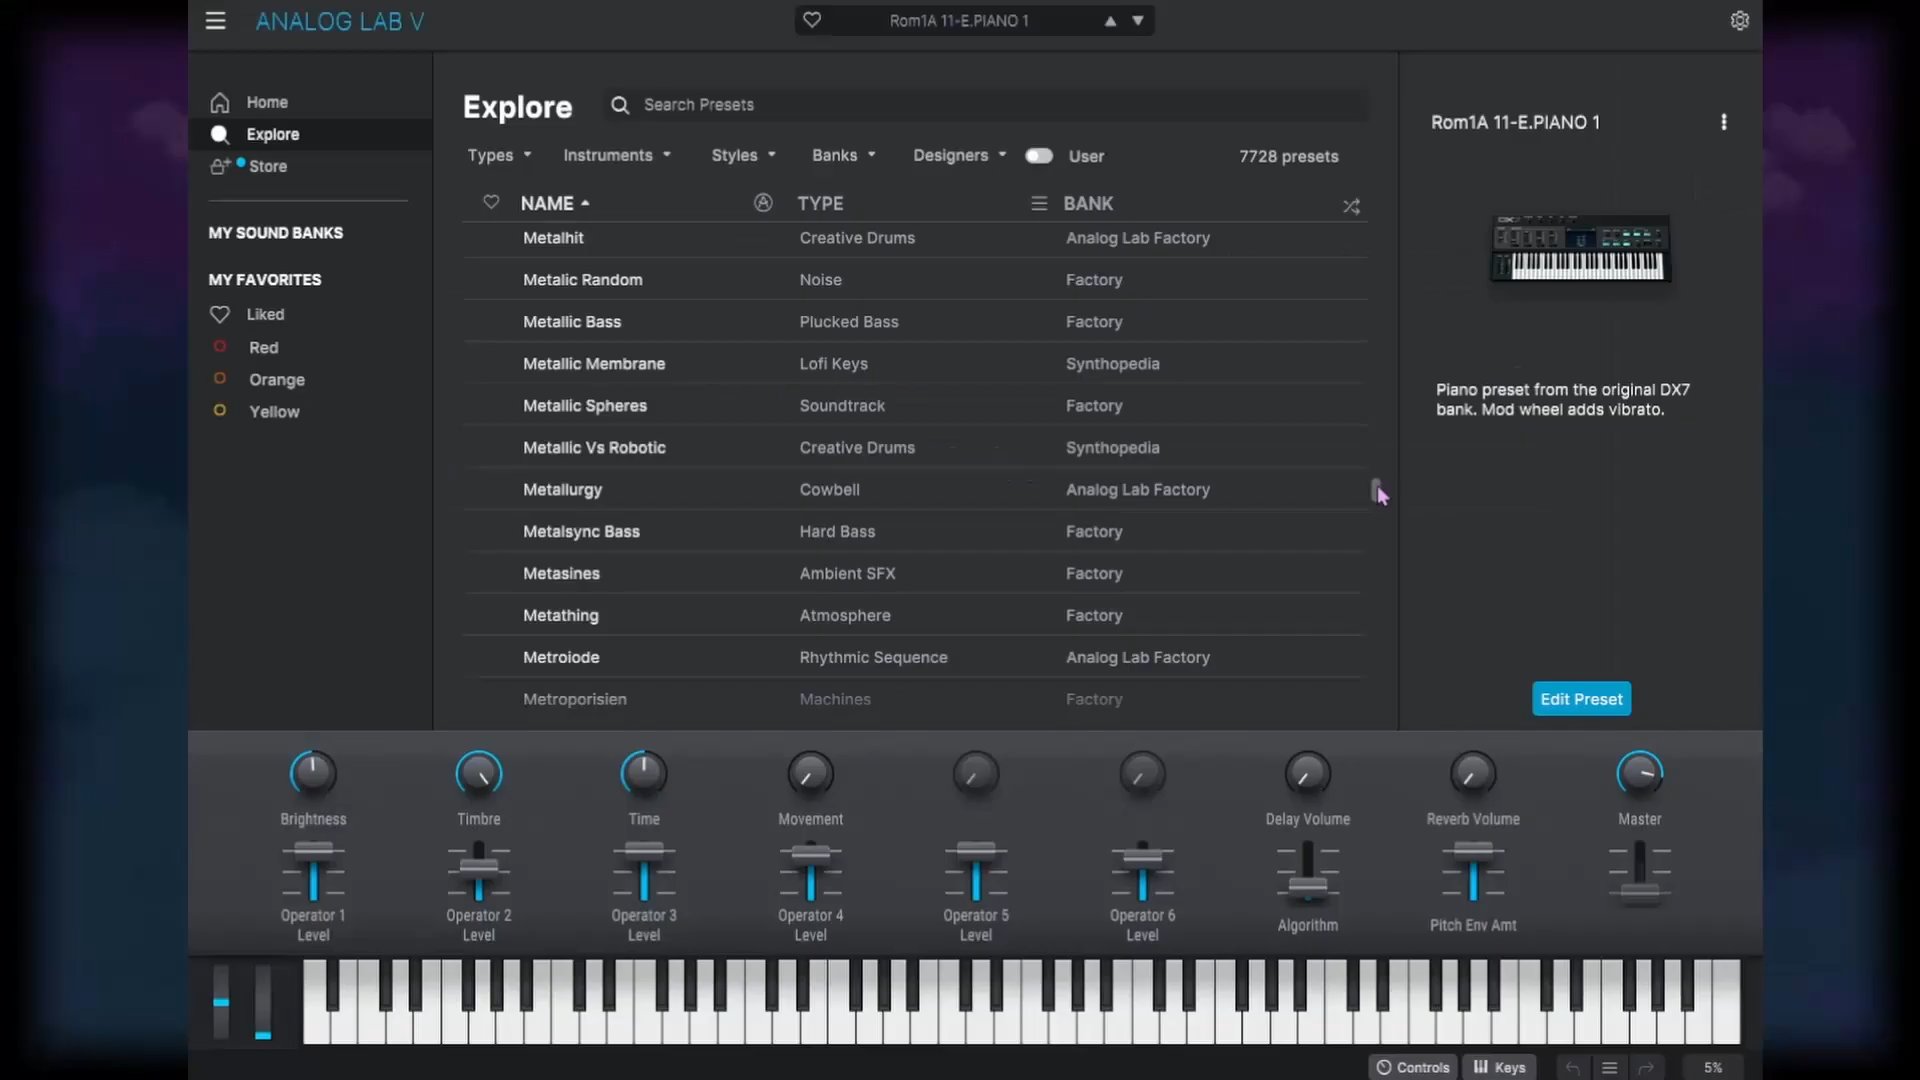 ANALOG LAB V
Rom1A 11-E.PIANO 1
Home
Explore
Store
MY SOUND BANKS
MY FAVORITES
Liked
Red
Orange
Yellow
Explore
Search Presets
Types Instruments Styles Banks Designers User 7728 presets
NAME TYPE BANK
Metalhit Creative Drums Analog Lab Factory
Metalic Random Noise Factory
Metallic Bass Plucked Bass Factory
Metallic Membrane Lofi Keys Synthopedia
Metallic Spheres Soundtrack Factory
Metallic Vs Robotic Creative Drums Synthopedia
Metallurgy Cowbell Analog Lab Factory
Metalsync Bass Hard Bass Factory
Metasines Ambient SFX Factory
Metathing Atmosphere Factory
Metroiode Rhythmic Sequence Analog Lab Factory
Metroporisien Machines Factory
Rom1A 11-E.PIANO 1
DX7
Piano preset from the original DX7
bank. Mod wheel adds vibrato.
Edit Preset
Brightness Timbre Time Movement Delay Volume Reverb Volume Master
Operator 1 Level
Operator 2 Level
Operator 3 Level
Operator 4 Level
Operator 5 Level
Operator 6 Level
Algorithm
Pitch Env Amt
Controls Keys 5%